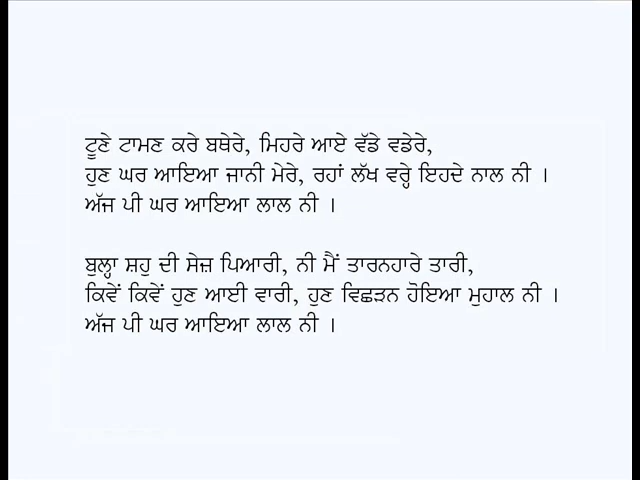 ਟੂਣੇ ਟਾਮਣ ਕਰੇ ਬਥੇਰੇ, ਮਿਹਰੇ ਆਏ ਵੱਡੇ ਵਡੇਰੇ,
ਹੁਣ ਘਰ ਆਇਆ ਜਾਨੀ ਮੇਰੇ, ਰਹਾਂ ਲੱਖ ਵਰ੍ਹੇ ਇਹਦੇ ਨਾਲ ਨੀ ।
ਅੱਜ ਪੀ ਘਰ ਆਇਆ ਲਾਲ ਨੀ ।
ਬੁਲ੍ਹਾ ਸ਼ਹੁ ਦੀ ਸੇਜ਼ ਪਿਆਰੀ, ਨੀ ਮੈਂ ਤਾਰਨਹਾਰੇ ਤਾਰੀ,
ਕਿਵੇਂ ਕਿਵੇਂ ਹੁਣ ਆਈ ਵਾਰੀ, ਹੁਣ ਵਿਛੜਨ ਹੋਇਆ ਮੁਹਾਲ ਨੀ ।
ਅੱਜ ਪੀ ਘਰ ਆਇਆ ਲਾਲ ਨੀ ।